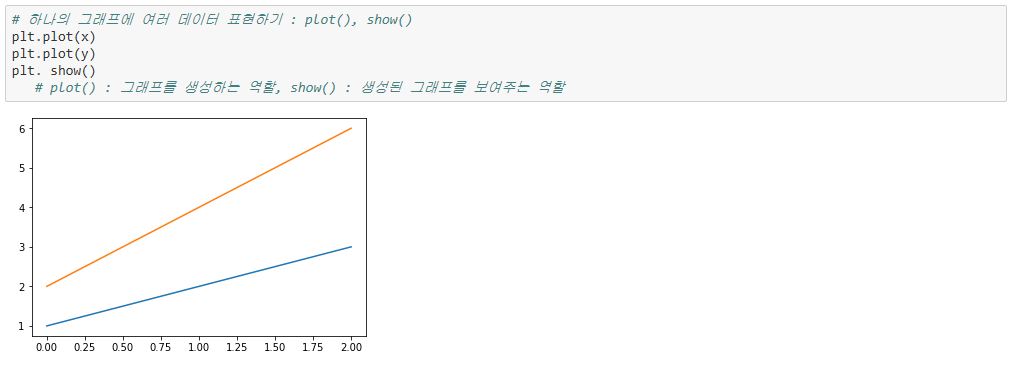 # 하나의 그래프에 여러 데이터 표현하기 : plot(), show()
plt.plot(x)
plt.plot(y)
plt. show()
# plot() : 그래프를 생성하는 역할, show() : 생성된 그래프를 보여주는 역할
6
5
4
3
2
1
0.00 0.25 0.50 0.75 1.00 1.25 1.50 1.75 2.00